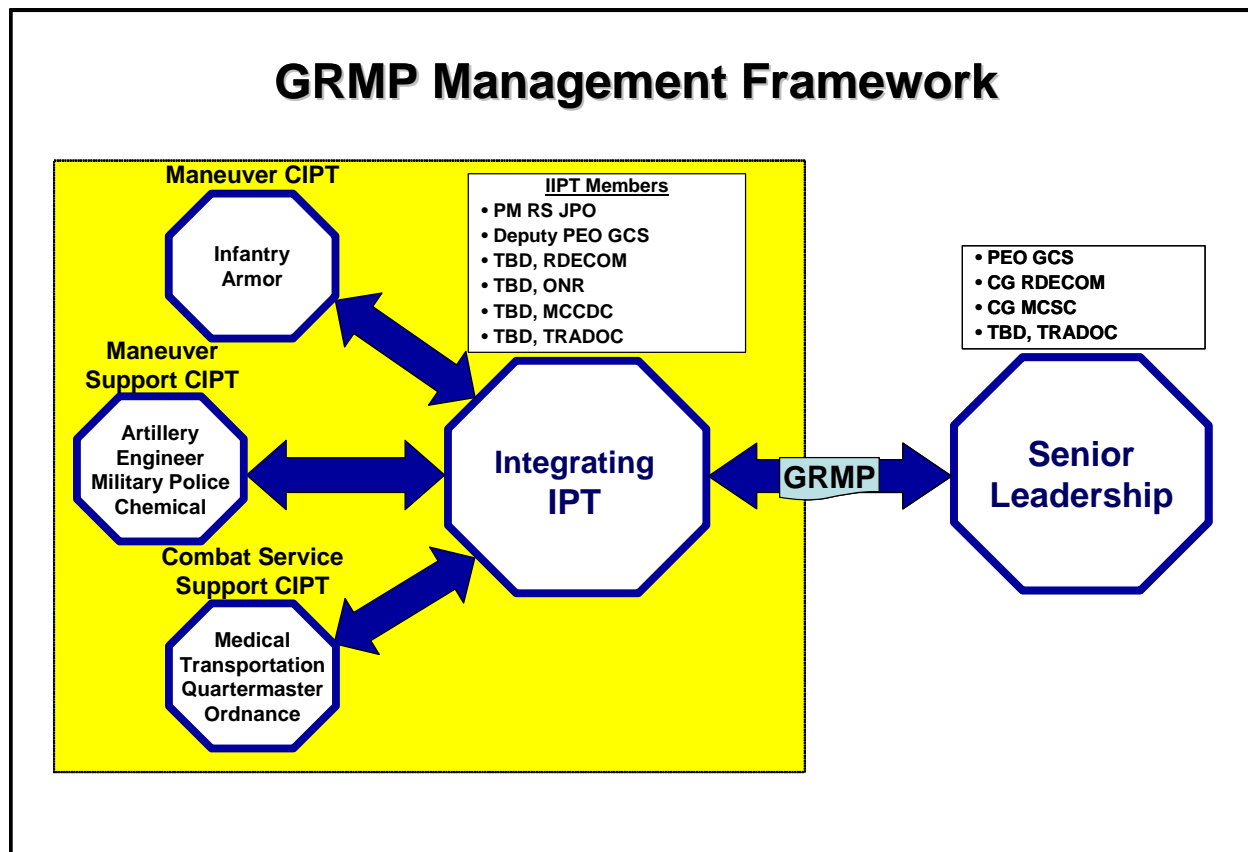 GRMP Management Framework
Maneuver CIPT
Infantry
Armor
IIPT Members
• PM RS JPO
• Deputy PEO GCS
• TBD, RDECOM
• TBD, ONR
• TBD, MCCDC
• TBD, TRADOC
• PEO GCS
• CG RDECOM
• CG MCSC
• TBD, TRADOC
Maneuver
Support CIPT
Artillery
Engineer
Military Police
Chemical
Integrating
IPT
GRMP
Senior
Leadership
Combat Service
Support CIPT
Medical
Transportation
Quartermaster
Ordnance